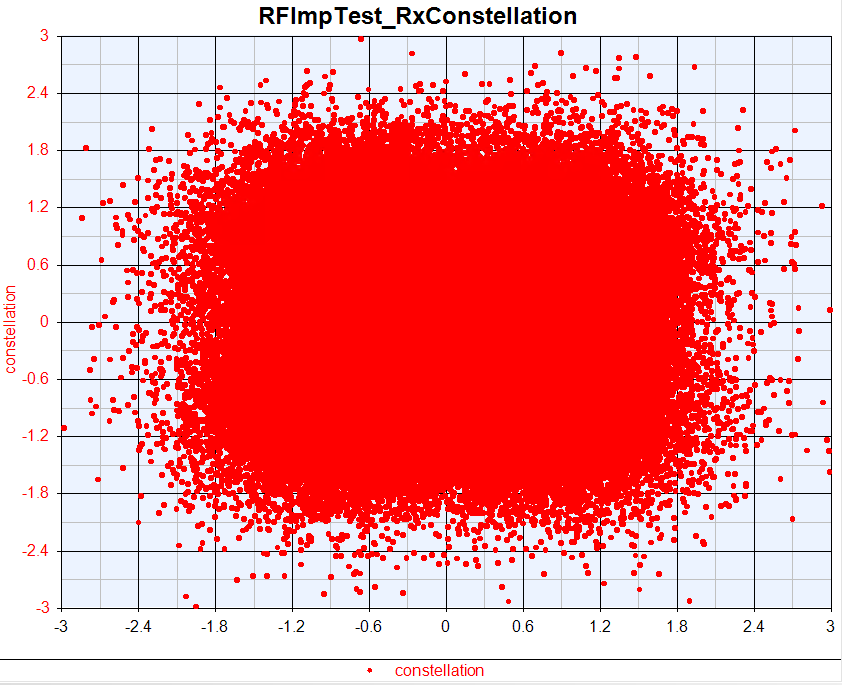 RFImpTest_RxConstellation
3
2.4
1.8
1.2
0.6
0
-0.6
-1.2
-1.8
-2.4
-3
constellation
-3 -2.4 -1.8 -1.2 -0.6 0 0.6 1.2 1.8 2.4 3
constellation